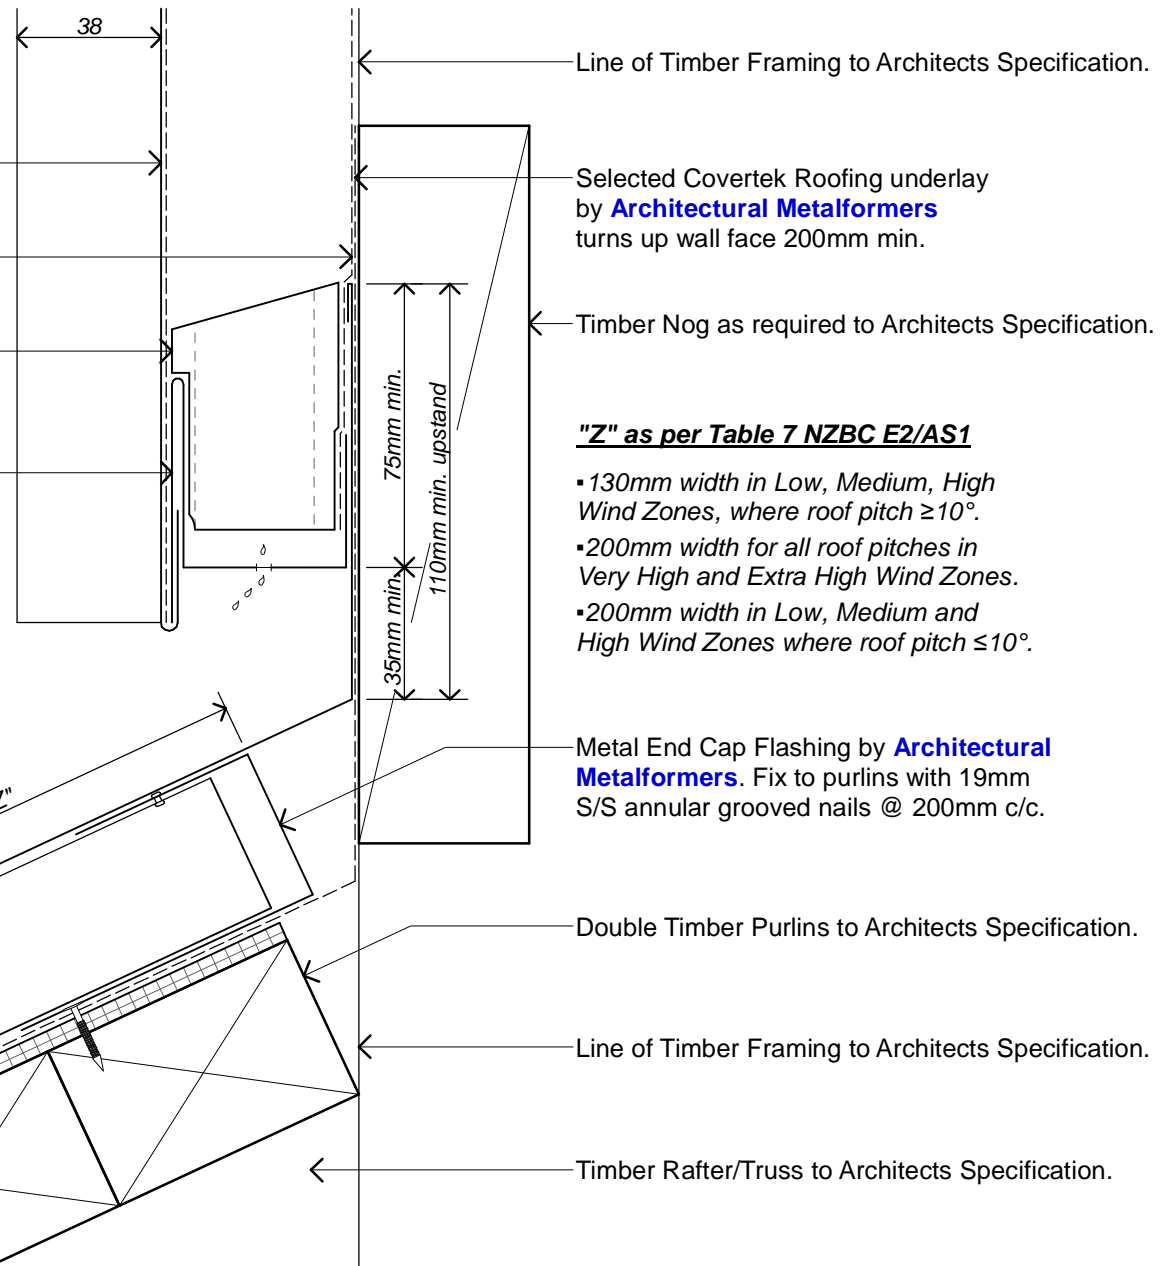 38
Line of Timber Framing to Architects Specification.
Selected Covertek Roofing underlay
by Architectural Metalformers
turns up wall face 200mm min.
Timber Nog as required to Architects Specification.
75mm min.
110mm min. upstand
35mm min.
"Z" as per Table 7 NZBC E2/AS1
▪130mm width in Low, Medium, High
Wind Zones, where roof pitch ≥10°.
▪200mm width for all roof pitches in
Very High and Extra High Wind Zones.
▪200mm width in Low, Medium and
High Wind Zones where roof pitch ≤10°.
Metal End Cap Flashing by Architectural
Metalformers. Fix to purlins with 19mm
S/S annular grooved nails @ 200mm c/c.
Double Timber Purlins to Architects Specification.
Line of Timber Framing to Architects Specification.
Timber Rafter/Truss to Architects Specification.